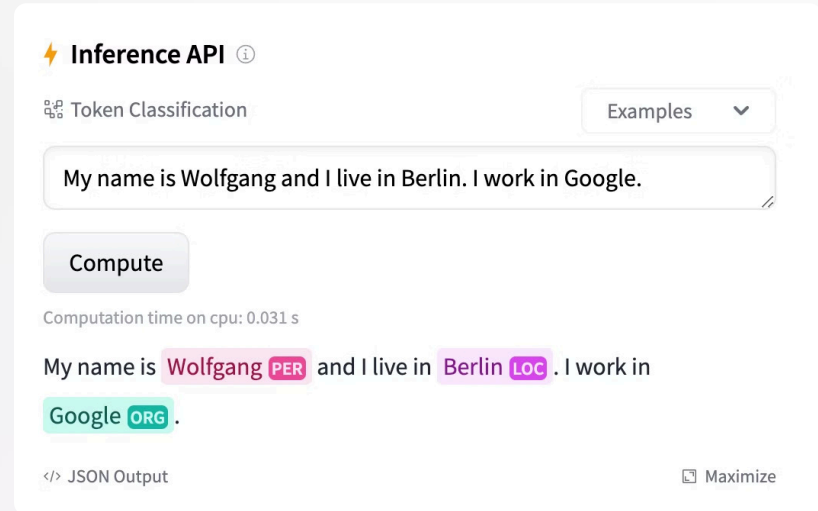 Inference API
Token Classification
Examples
My name is Wolfgang and I live in Berlin. I work in Google.
Compute
Computation time on cpu: 0.031 s
My name is Wolfgang PER and I live in Berlin LOC . I work in
Google ORG .
</> JSON Output
Maximize